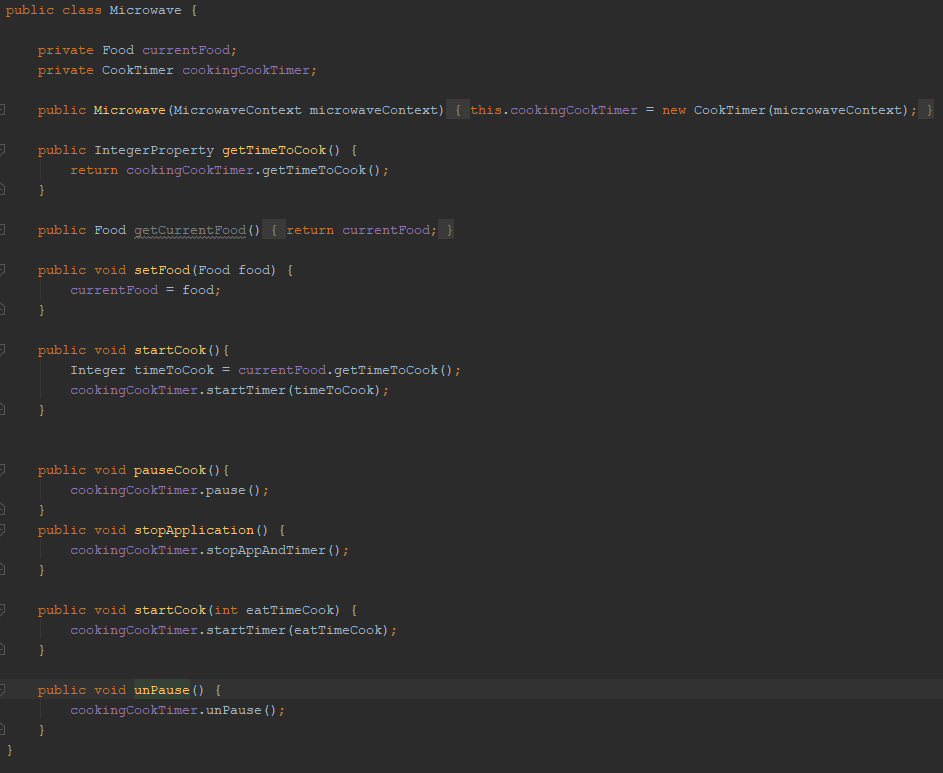 public class Microwave {
private Food currentFood;
private CookTimer cookingCookTimer;
public Microwave(MicrowaveContext microwaveContext) { this.cookingCookTimer = new CookTimer(microwaveContext); }
public IntegerProperty getTimeToCook() {
return cookingCookTimer.getTimeToCook();
}
public Food getCurrentFood() { return currentFood; }
public void setFood(Food food) {
currentFood = food;
}
public void startCook(){
Integer timeToCook = currentFood.getTimeToCook();
cookingCookTimer.startTimer(timeToCook);
}
public void pauseCook(){
cookingCookTimer.pause();
}
public void stopApplication() {
cookingCookTimer.stopAppAndTimer();
}
public void startCook(int eatTimeCook) {
cookingCookTimer.startTimer(eatTimeCook);
}
public void unPause() {
cookingCookTimer.unPause();
}
}